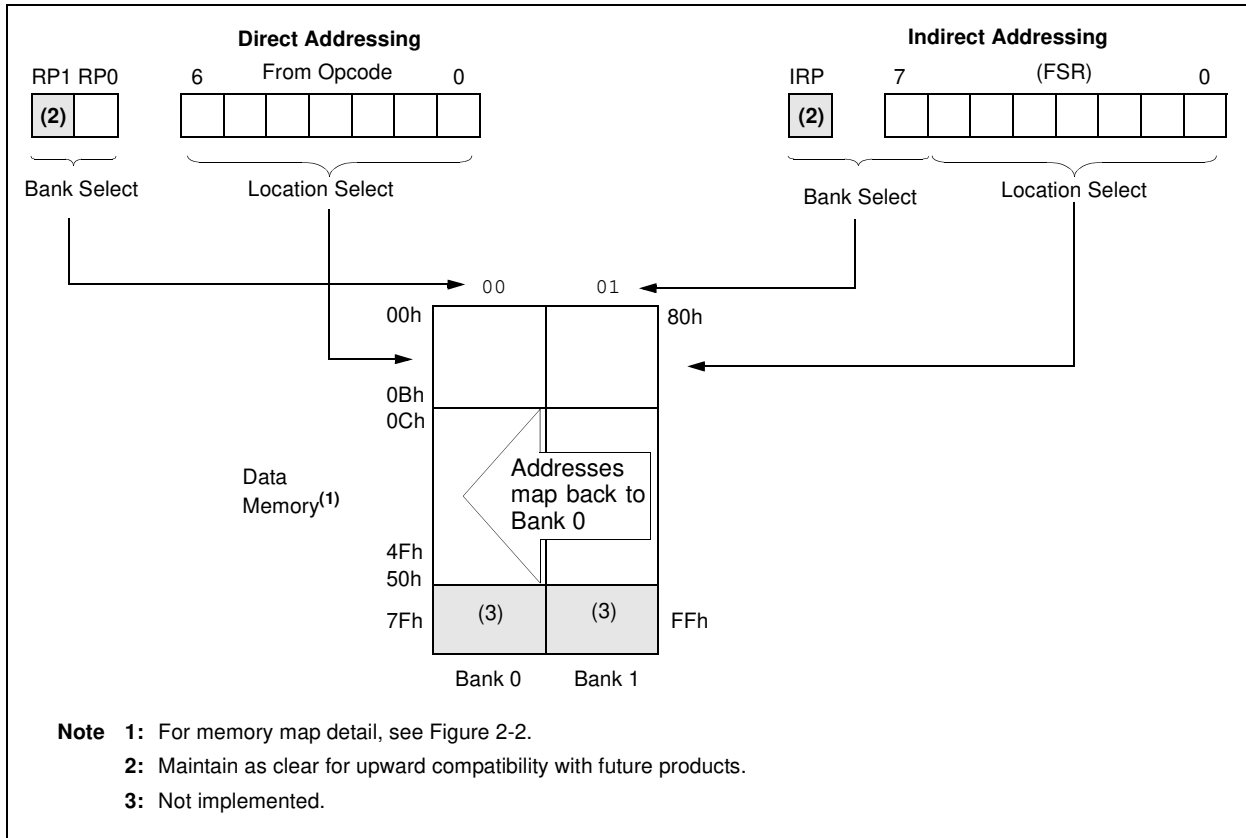 Direct Addressing
RP1 RP0 6 From Opcode 0
(2)
Bank Select Location Select
Indirect Addressing
IRP 7 (FSR) 0
(2)
Bank Select Location Select
00 01
00h 80h
0Bh
0Ch
Addresses
map back to
Bank 0
Data
Memory(1)
4Fh
50h
7Fh (3) (3) FFh
Bank 0 Bank 1
Note 1: For memory map detail, see Figure 2-2.
2: Maintain as clear for upward compatibility with future products.
3: Not implemented.